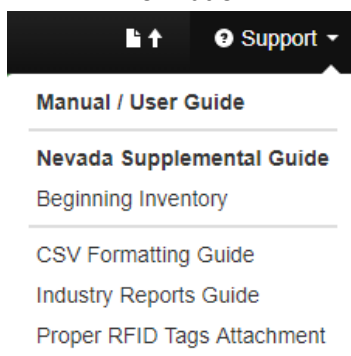 Support
Manual / User Guide
Nevada Supplemental Guide
Beginning Inventory
CSV Formatting Guide
Industry Reports Guide
Proper RFID Tags Attachment